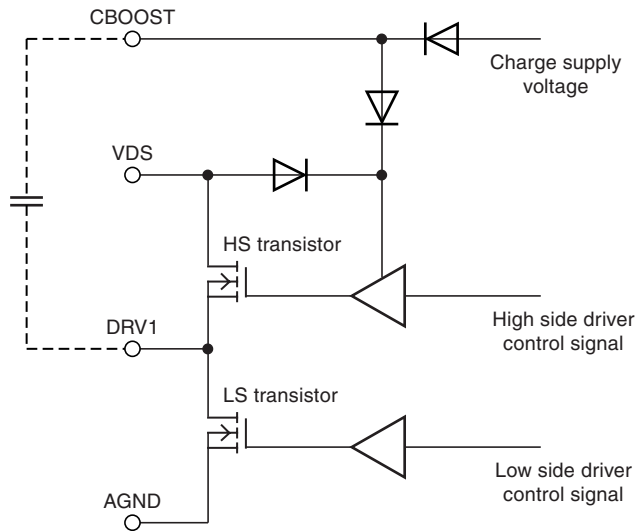 CBOOST
Charge supply
voltage
VDS
HS transistor
DRV1
High side driver
control signal
LS transistor
AGND
Low side driver
control signal